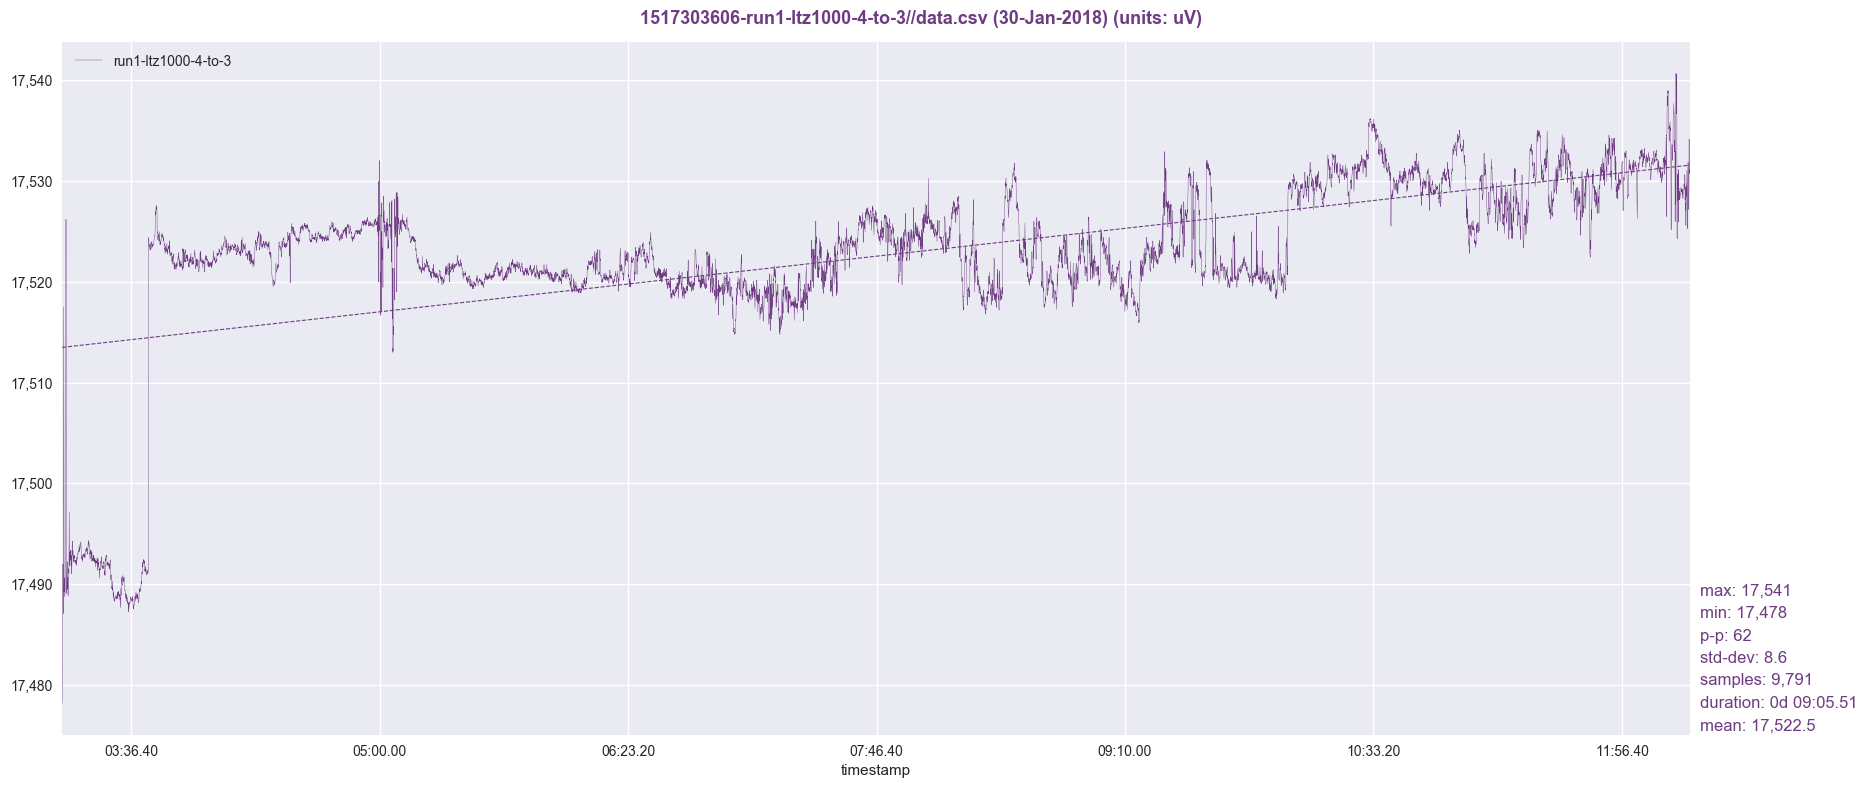 1517303606-run1-ltz1000-4-to-3//data.csv (30-Jan-2018) (units: uV)
run1-ltz1000-4-to-3
17,540
17,530
17,520
17,510
17,500
17,490
17,480
max: 17,541
min: 17,478
p-p: 62
std-dev: 8.6
samples: 9,791
duration: 0d 09:05.51
mean: 17,522.5
03:36.40 05:00.00 06:23.20 07:46.40 09:10.00 10:33.20 11:56.40
timestamp